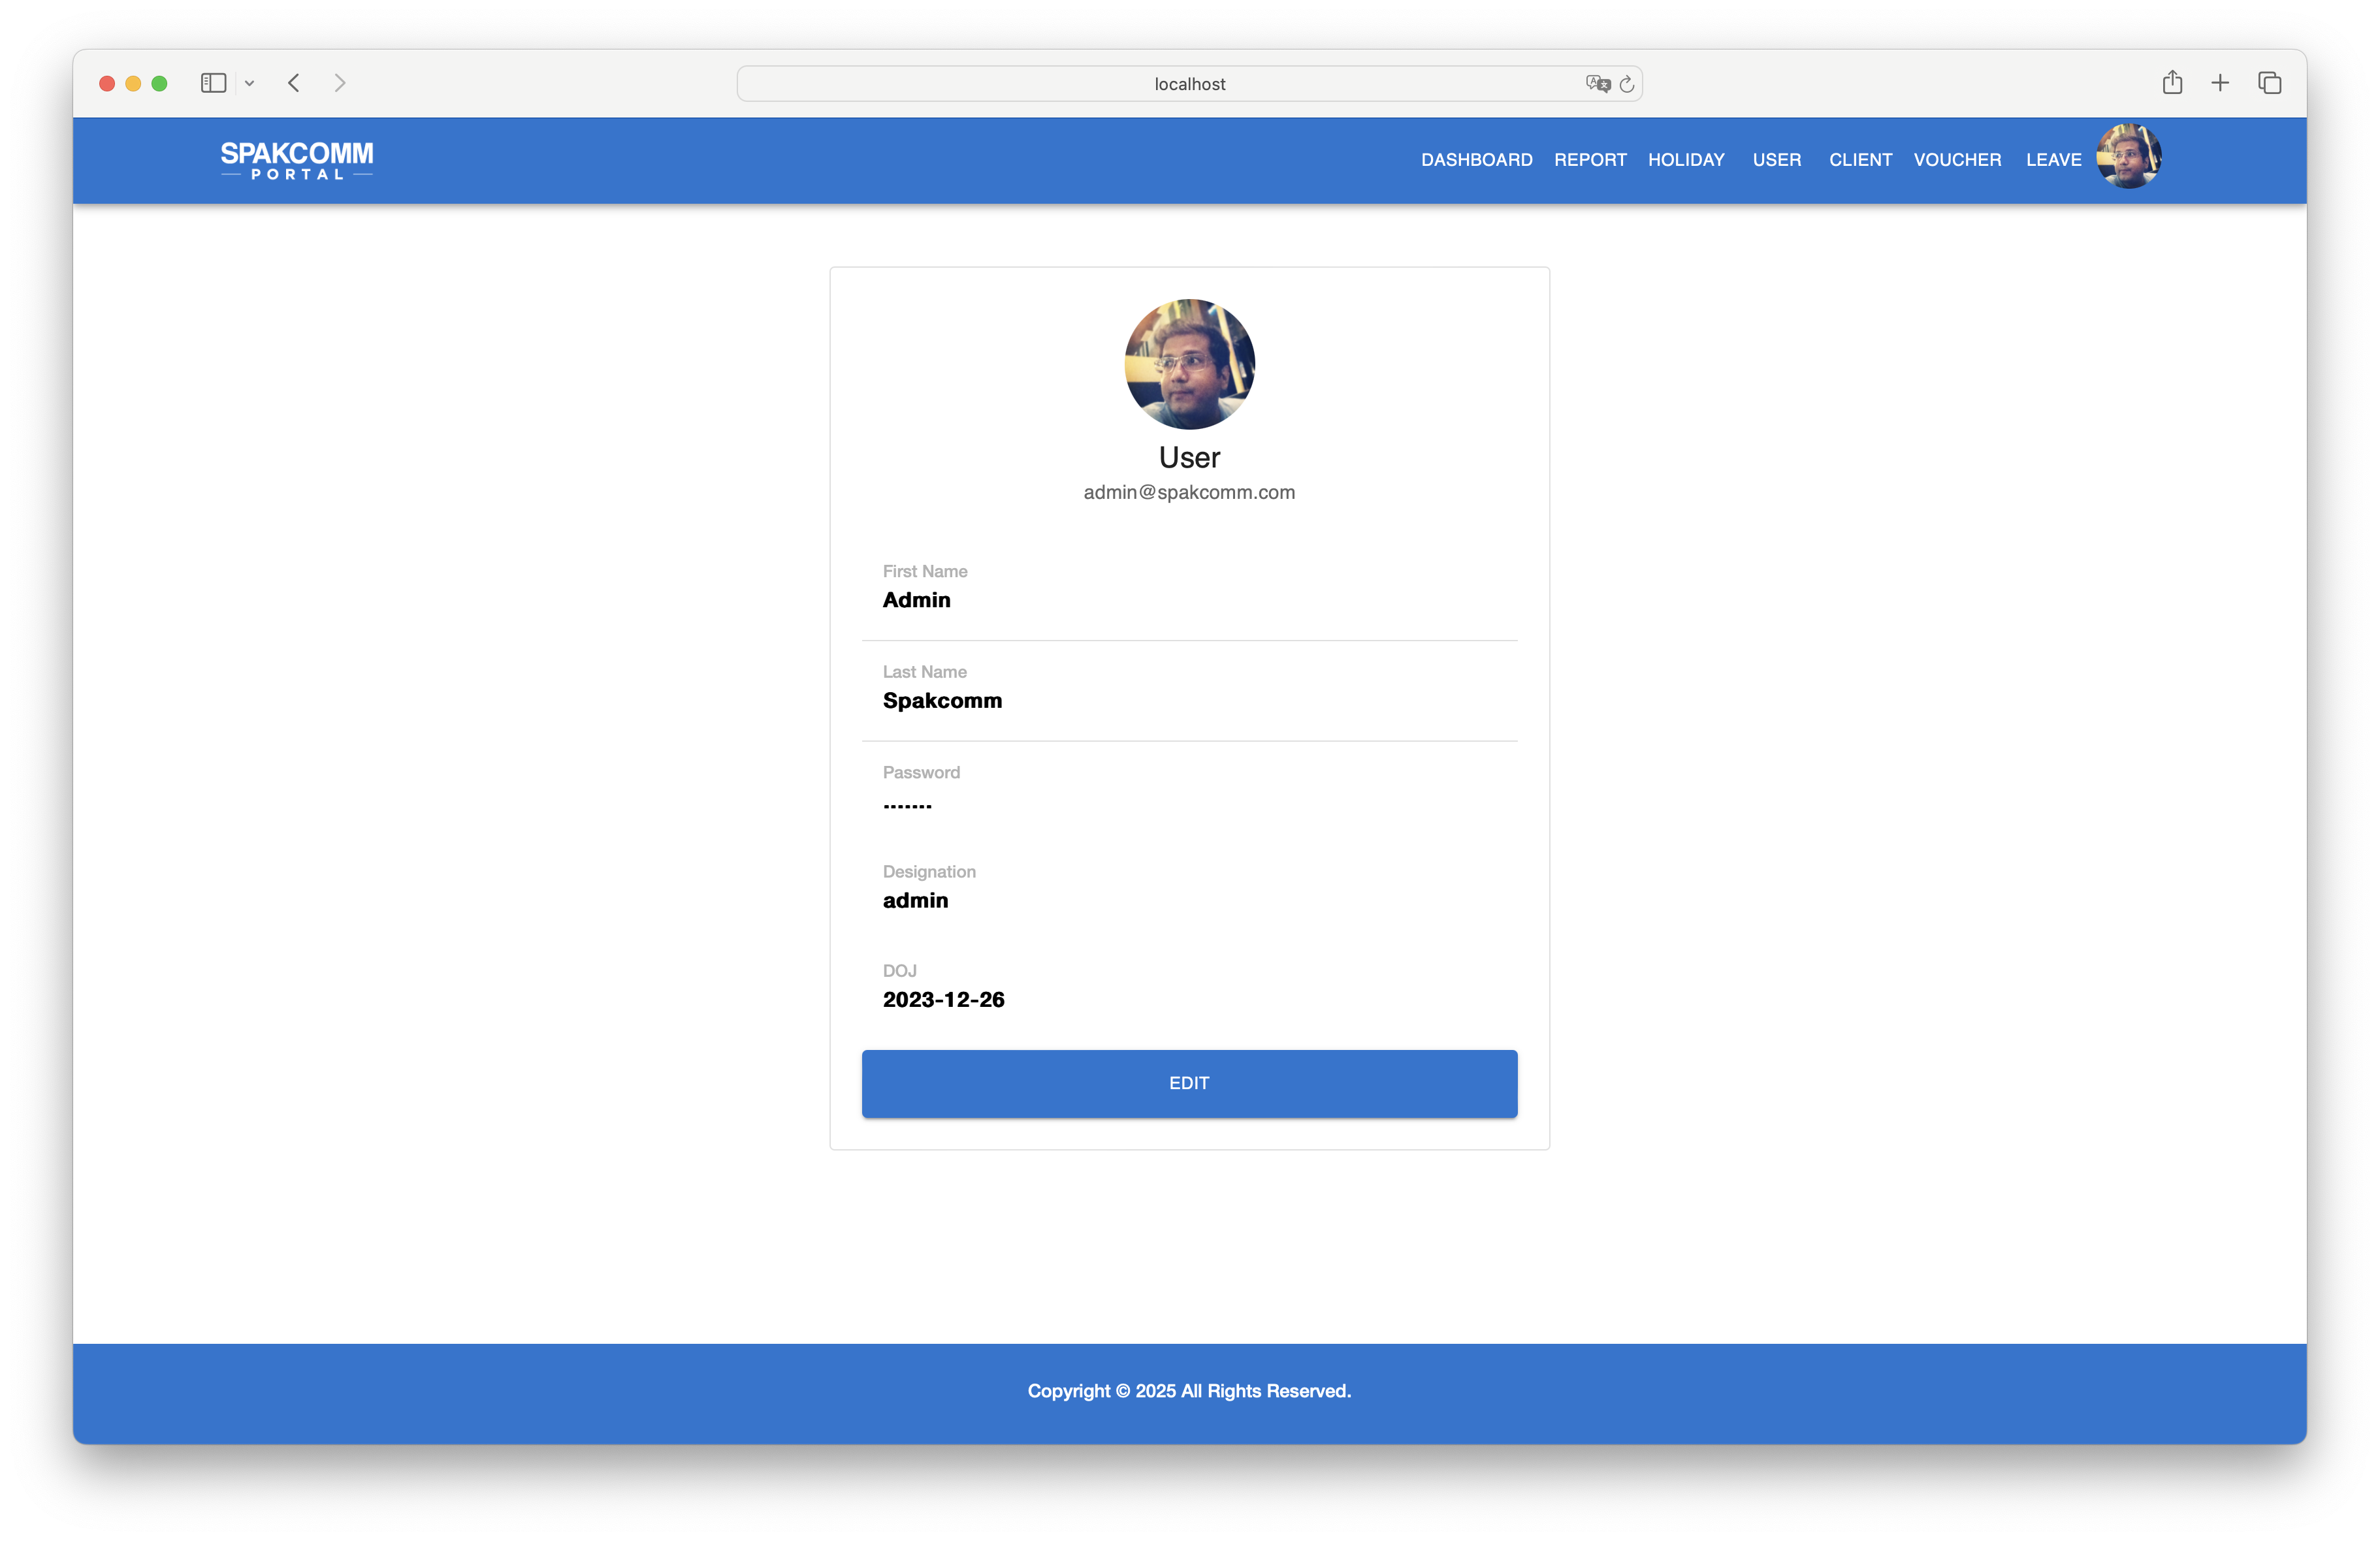 localhost
SPAKCOMM
PORTAL
DASHBOARD REPORT HOLIDAY USER CLIENT VOUCHER LEAVE
User
admin@spakcomm.com
First Name
Admin
Last Name
Spakcomm
Password
.......
Designation
admin
DOJ
2023-12-26
EDIT
Copyright © 2025 All Rights Reserved.